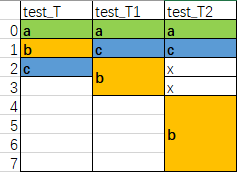 test_T test_T1 test_T2
0 a a a
1 b c c
2 c b x
3 x
4
5 b
6
7